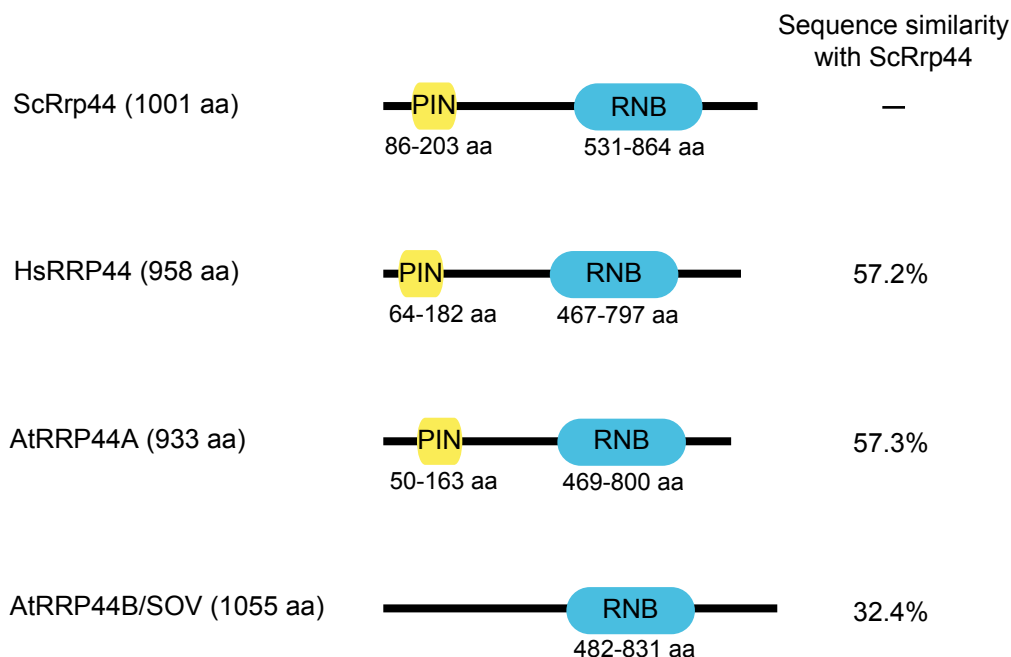 Sequence similarity
with ScRrp44
ScRrp44 (1001 aa)
PIN
RNB
—
86-203 aa
531-864 aa
HsRRP44 (958 aa)
PIN
RNB
57.2%
64-182 aa
467-797 aa
AtRRP44A (933 aa)
PIN
RNB
57.3%
50-163 aa
469-800 aa
AtRRP44B/SOV (1055 aa)
RNB
32.4%
482-831 aa